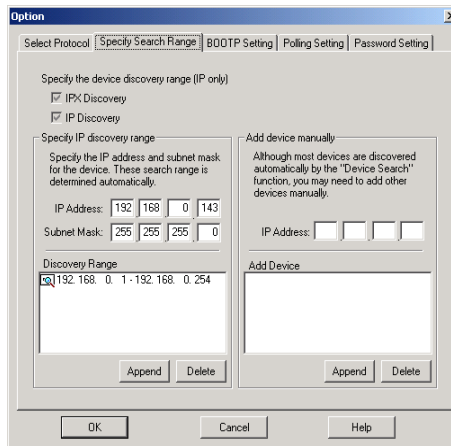 Option
Select Protocol Specify Search Range BOOTP Setting Polling Setting Password Setting
Specify the device discovery range (IP only)
IPX Discovery
IP Discovery
Specify IP discovery range
Specify the IP address and subnet mask
for the device. These search range is
determined automatically.
IP Address: 192 . 168 . 0 . 143
Subnet Mask: 255 . 255 . 255 . 0
Discovery Range
192. 168. 0. 1 - 192. 168. 0. 254
Append Delete
Add device manually
Although most devices are discovered
automatically by the "Device Search"
function, you may need to add other
devices manually.
IP Address: . . .
Add Device
Append Delete
OK Cancel Help